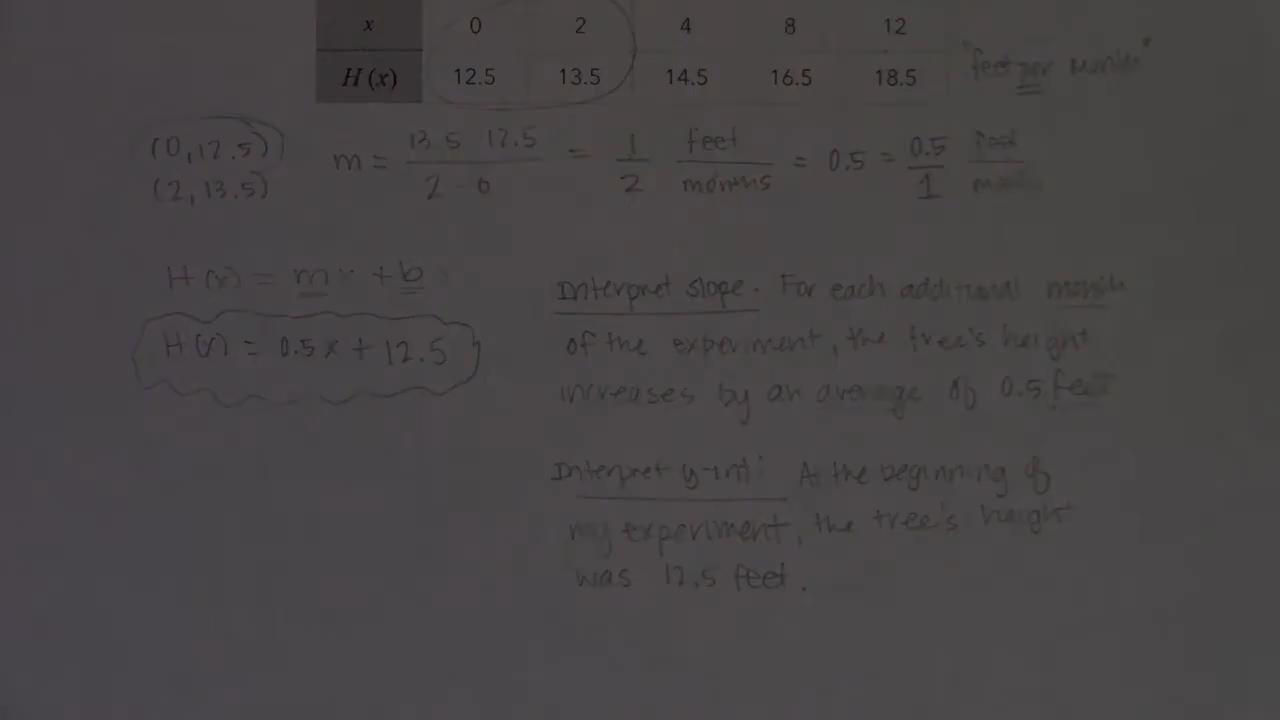 x 0 2 4 8 12
H(x) 12.5 13.5 14.5 16.5 18.5
"feet per month"
(0,12.5)
(2,13.5)
m = 13.5 12.5 / 2 - 0 = 1/2 feet/months = 0.5 = 0.5/1 foot/month
H(x) = mx + b
H(x) = 0.5x + 12.5
Interpret slope. For each additional month
of the experiment, the tree's height
increases by an average of 0.5 feet
Interpret y-int: At the beginning of
my experiment, the tree's height
was 12.5 feet.